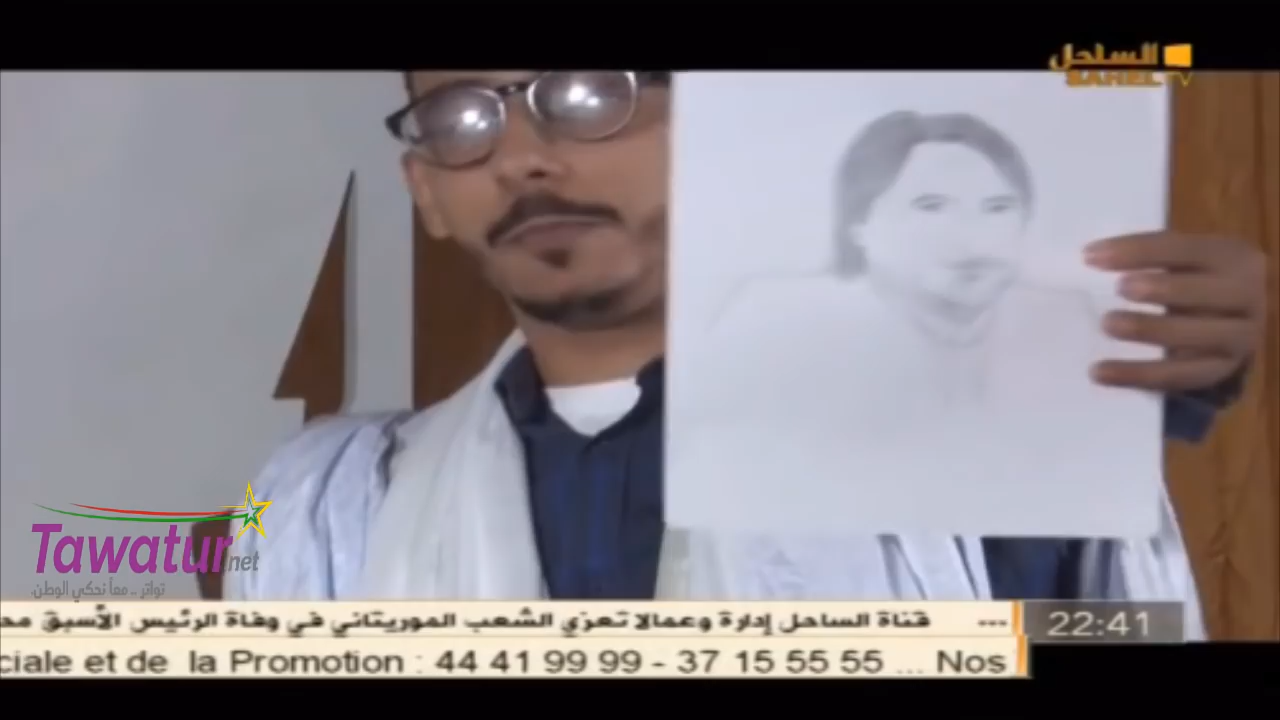 الساحل
SAHEL TV
Tawatur.net
تواتر .. معاً نحكي الوطن.
--- قناة الساحل إدارة وعمالا تعزي الشعب الموريتاني في وفاة الرئيس الأسبق
22:41
ciale et de la Promotion : 44 41 99 99 - 37 15 55 55 ... Nos